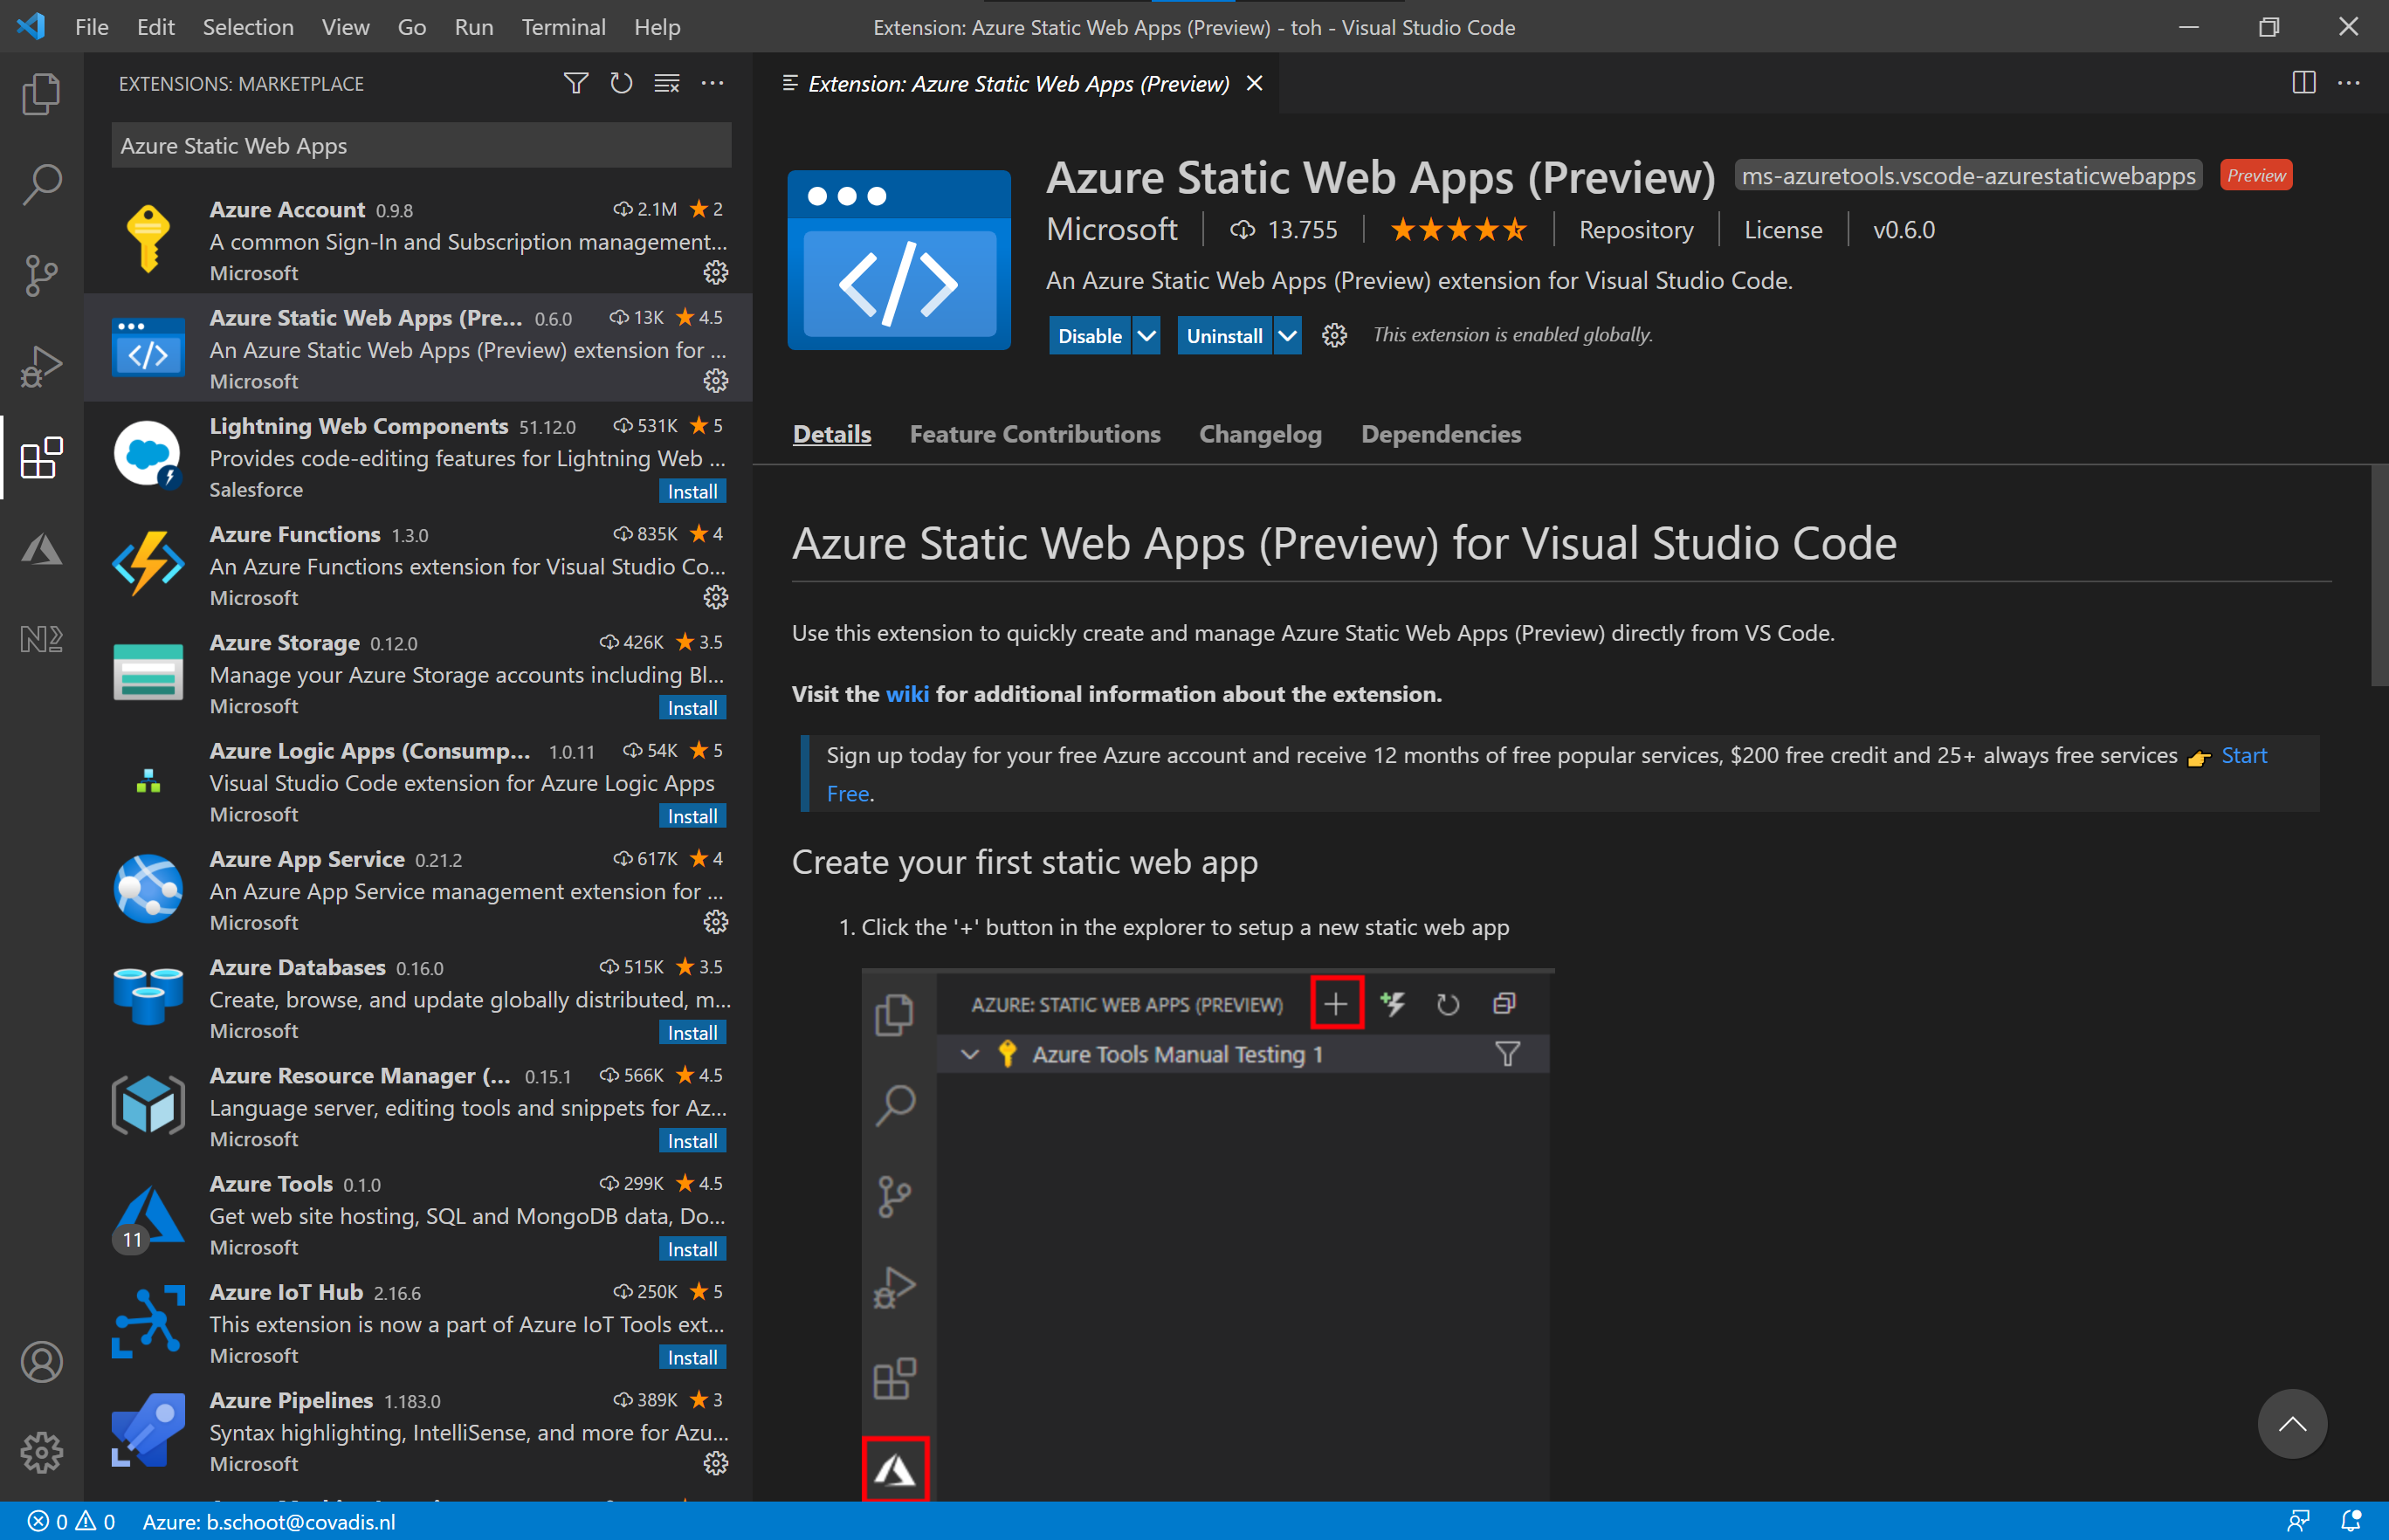 File Edit Selection View Go Run Terminal Help
Extension: Azure Static Web Apps (Preview) - toh - Visual Studio Code
EXTENSIONS: MARKETPLACE
Azure Static Web Apps
Azure Account 0.9.8 2.1M 2
A common Sign-In and Subscription management...
Microsoft
Azure Static Web Apps (Pre... 0.6.0 13K 4.5
An Azure Static Web Apps (Preview) extension for ...
Microsoft
Lightning Web Components 51.12.0 531K 5
Provides code-editing features for Lightning Web ...
Salesforce Install
Azure Functions 1.3.0 835K 4
An Azure Functions extension for Visual Studio Co...
Microsoft
Azure Storage 0.12.0 426K 3.5
Manage your Azure Storage accounts including Bl...
Microsoft Install
Azure Logic Apps (Consump... 1.0.11 54K 5
Visual Studio Code extension for Azure Logic Apps
Microsoft Install
Azure App Service 0.21.2 617K 4
An Azure App Service management extension for ...
Microsoft
Azure Databases 0.16.0 515K 3.5
Create, browse, and update globally distributed, m...
Microsoft Install
Azure Resource Manager (... 0.15.1 566K 4.5
Language server, editing tools and snippets for Az...
Microsoft Install
Azure Tools 0.1.0 299K 4.5
Get web site hosting, SQL and MongoDB data, Do...
11
Microsoft Install
Azure IoT Hub 2.16.6 250K 5
This extension is now a part of Azure IoT Tools ext...
Microsoft Install
Azure Pipelines 1.183.0 389K 3
Syntax highlighting, IntelliSense, and more for Azu...
Microsoft
Extension: Azure Static Web Apps (Preview)
Azure Static Web Apps (Preview) ms-azuretools.vscode-azurestaticwebapps Preview
Microsoft 13.755 Repository License v0.6.0
An Azure Static Web Apps (Preview) extension for Visual Studio Code.
Disable Uninstall This extension is enabled globally.
Details Feature Contributions Changelog Dependencies
Azure Static Web Apps (Preview) for Visual Studio Code
Use this extension to quickly create and manage Azure Static Web Apps (Preview) directly from VS Code.
Visit the wiki for additional information about the extension.
Sign up today for your free Azure account and receive 12 months of free popular services, $200 free credit and 25+ always free services 👉 Start
Free.
Create your first static web app
1. Click the '+' button in the explorer to setup a new static web app
AZURE: STATIC WEB APPS (PREVIEW)
Azure Tools Manual Testing 1
0 0 Azure: b.schoot@covadis.nl